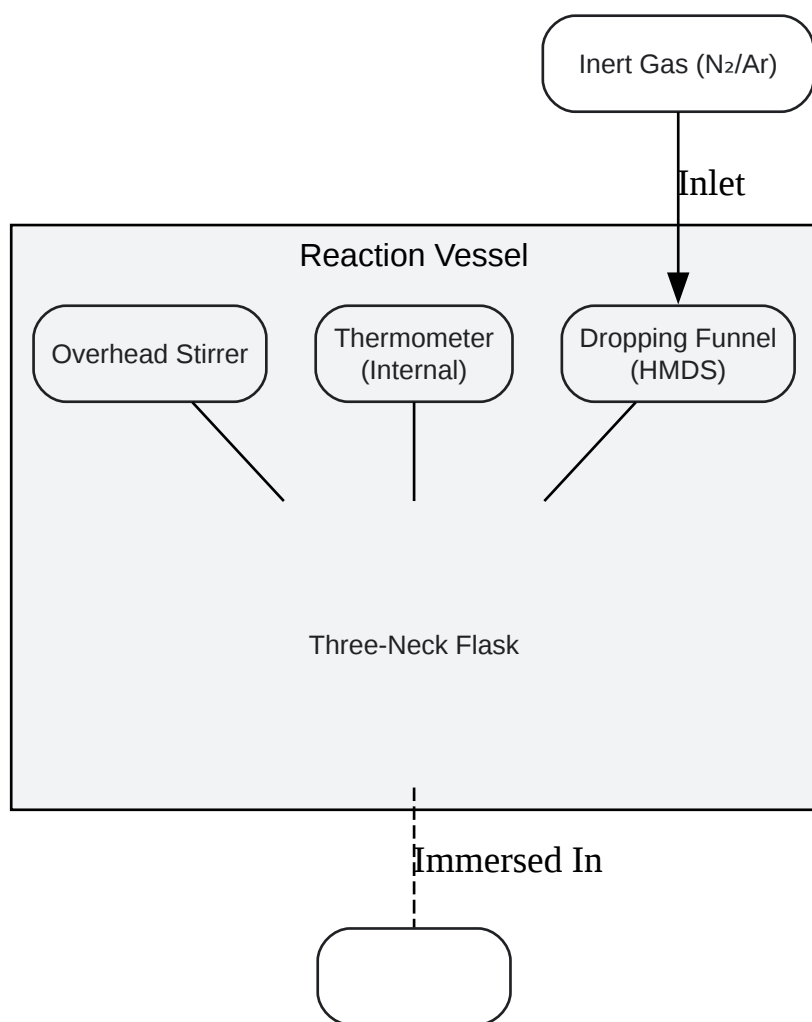 Inert Gas (N₂/Ar)
Inlet
Reaction Vessel
Overhead Stirrer
Thermometer
(Internal)
Dropping Funnel
(HMDS)
Three-Neck Flask
Immersed In